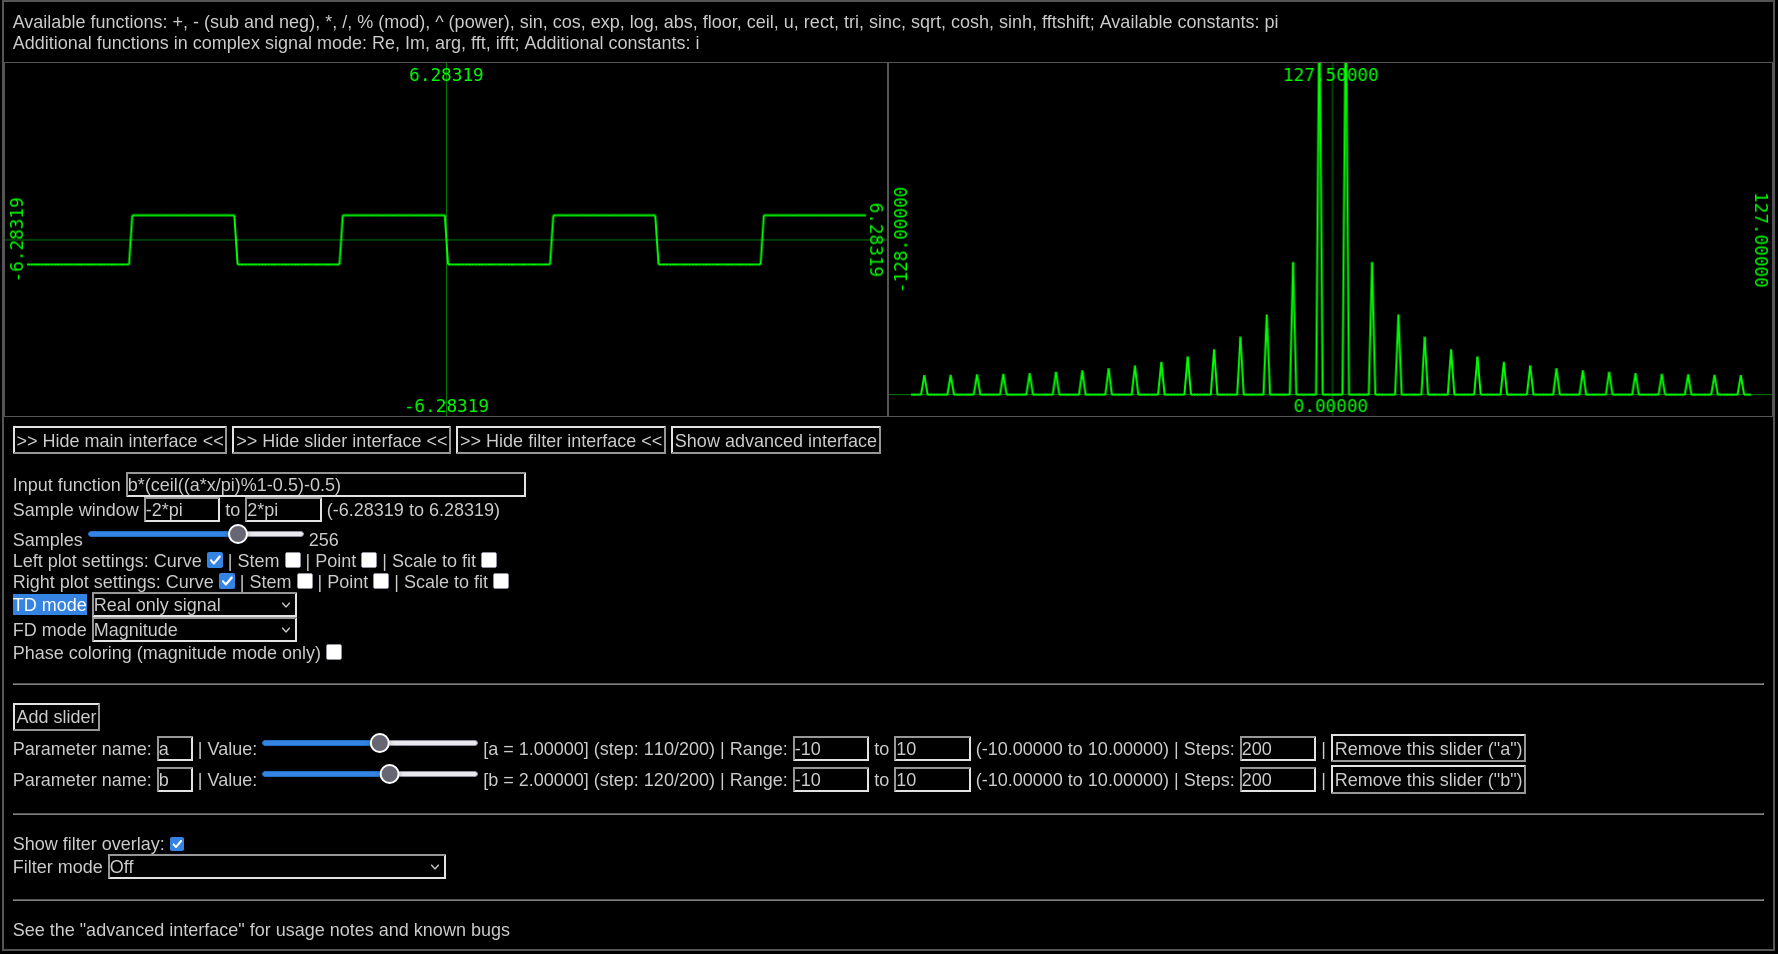 Available functions: +, - (sub and neg), *, /, % (mod), ^ (power), sin, cos, exp, log, abs, floor, ceil, u, rect, tri, sinc, sqrt, cosh, sinh, fftshift; Available constants: pi
Additional functions in complex signal mode: Re, Im, arg, fft, ifft; Additional constants: i
6.28319
-6.28319
6.28319
-6.28319
127.50000
-128.00000
127.00000
0.00000
>> Hide main interface << >> Hide slider interface << >> Hide filter interface << Show advanced interface
Input function b*(ceil((a*x/pi)%1-0.5)-0.5)
Sample window -2*pi to 2*pi (-6.28319 to 6.28319)
Samples 256
Left plot settings: Curve | Stem | Point | Scale to fit
Right plot settings: Curve | Stem | Point | Scale to fit
TD mode Real only signal
FD mode Magnitude
Phase coloring (magnitude mode only)
Add slider
Parameter name: a | Value: [a = 1.00000] (step: 110/200) | Range: -10 to 10 (-10.00000 to 10.00000) | Steps: 200 | Remove this slider ("a")
Parameter name: b | Value: [b = 2.00000] (step: 120/200) | Range: -10 to 10 (-10.00000 to 10.00000) | Steps: 200 | Remove this slider ("b")
Show filter overlay:
Filter mode Off
See the "advanced interface" for usage notes and known bugs